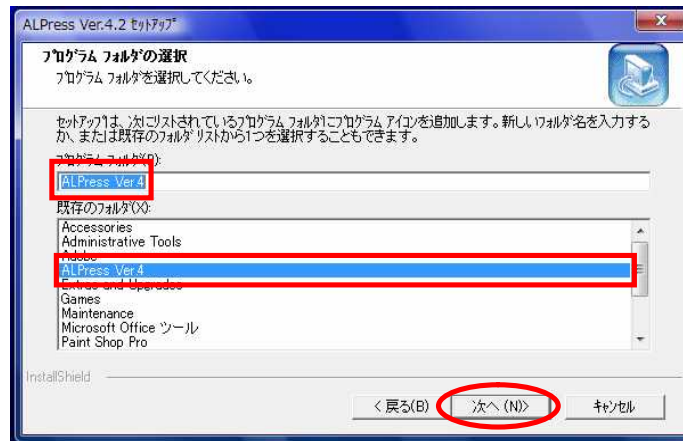 ALPress Ver.4.2 ｾｯﾄｱｯﾌﾟ
ﾌﾟﾛｸﾞﾗﾑ ﾌｫﾙﾀﾞの選択
ﾌﾟﾛｸﾞﾗﾑ ﾌｫﾙﾀﾞを選択してください。
ｾｯﾄｱｯﾌﾟは、次にﾘｽﾄされているﾌﾟﾛｸﾞﾗﾑ ﾌｫﾙﾀﾞにﾌﾟﾛｸﾞﾗﾑ ｱｲｺﾝを追加します。新しいﾌｫﾙﾀﾞ名を入力する
か、または既存のﾌｫﾙﾀﾞ ﾘｽﾄから1つを選択することもできます。
ﾌﾟﾛｸﾞﾗﾑ ﾌｫﾙﾀﾞ(P):
ALPress Ver.4
既存のﾌｫﾙﾀﾞ(X):
Accessories
Administrative Tools
Adobe
ALPress Ver.4
Extras and Upgrades
Games
Maintenance
Microsoft Office ツール
Paint Shop Pro
InstallShield
< 戻る(B)
次へ (N)>
ｷｬﾝｾﾙ